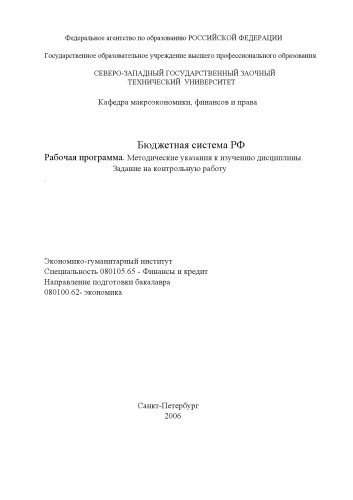 Федеральное агентство по образованию РОССИЙСКОЙ ФЕДЕРАЦИИ
Государственное образовательное учреждение высшего профессионального образования
СЕВЕРО-ЗАПАДНЫЙ ГОСУДАРСТВЕННЫЙ ЗАОЧНЫЙ
ТЕХНИЧЕСКИЙ УНИВЕРСИТЕТ
Кафедра макроэкономики, финансов и права
Бюджетная система РФ
Рабочая программа. Методические указания к изучению дисциплины
Задание на контрольную работу
.
Экономико-гуманитарный институт
Специальность 080105.65 - Финансы и кредит
Направление подготовки бакалавра
080100.62- экономика
Санкт-Петербург
2006